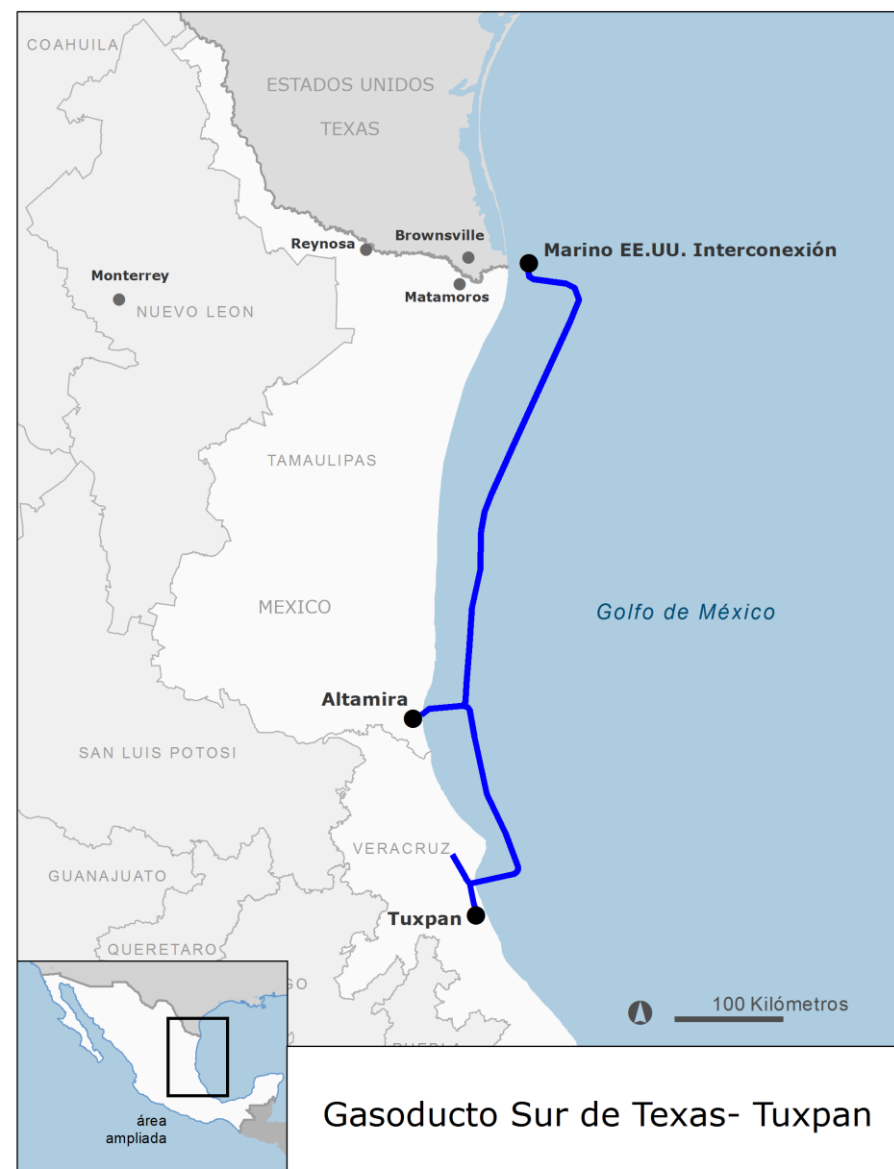 COAHUILA
ESTADOS UNIDOS
TEXAS
Reynosa
Brownsville
Marino EE.UU. Interconexión
Monterrey
Matamoros
NUEVO LEON
TAMAULIPAS
MEXICO
Golfo de México
Altamira
SAN LUIS POTOSI
VERACRUZ
GUANAJUATO
Tuxpan
QUERETARO
GO
100 Kilómetros
área
ampliada
Gasoducto Sur de Texas- Tuxpan